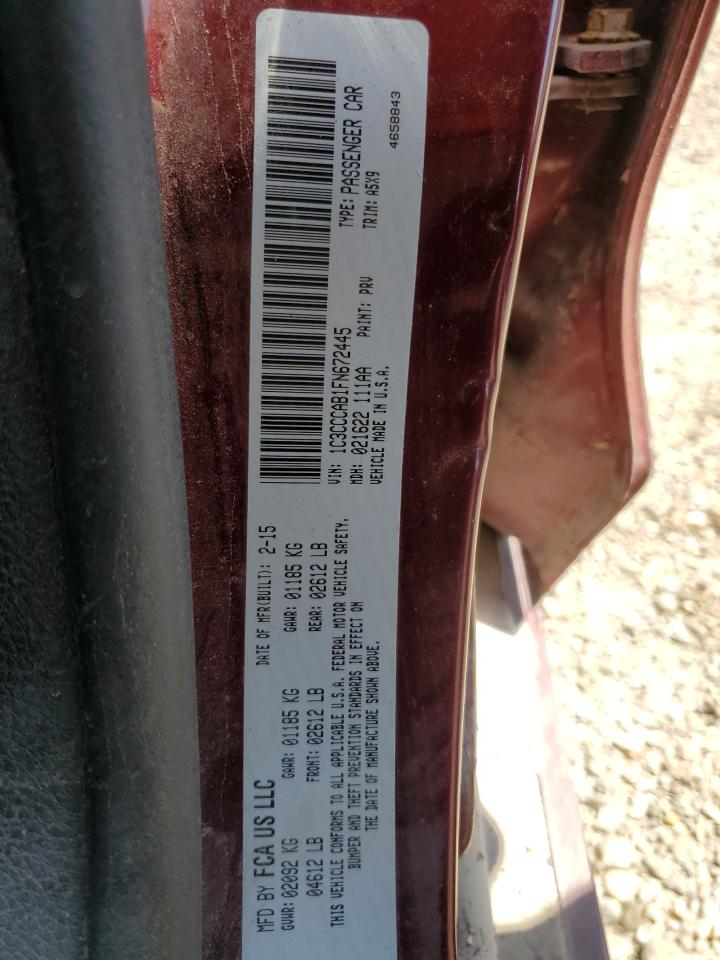 MFD BY FCA US LLC
DATE OF MFR(BUILT): 2-15
GVWR: 02092 KG
GAWR: 01185 KG
GAWR: 01185 KG
04612 LB
FRONT: 02612 LB
REAR: 02612 LB
THIS VEHICLE CONFORMS TO ALL APPLICABLE U.S.A. FEDERAL MOTOR VEHICLE SAFETY,
BUMPER AND THEFT PREVENTION STANDARDS IN EFFECT ON
THE DATE OF MANUFACTURE SHOWN ABOVE.
VIN: 1C3CCCAB1FN672445
TYPE: PASSENGER CAR
MDH: 021622 111AA
PAINT: PRV
TRIM: A5X9
VEHICLE MADE IN U.S.A.
4658843